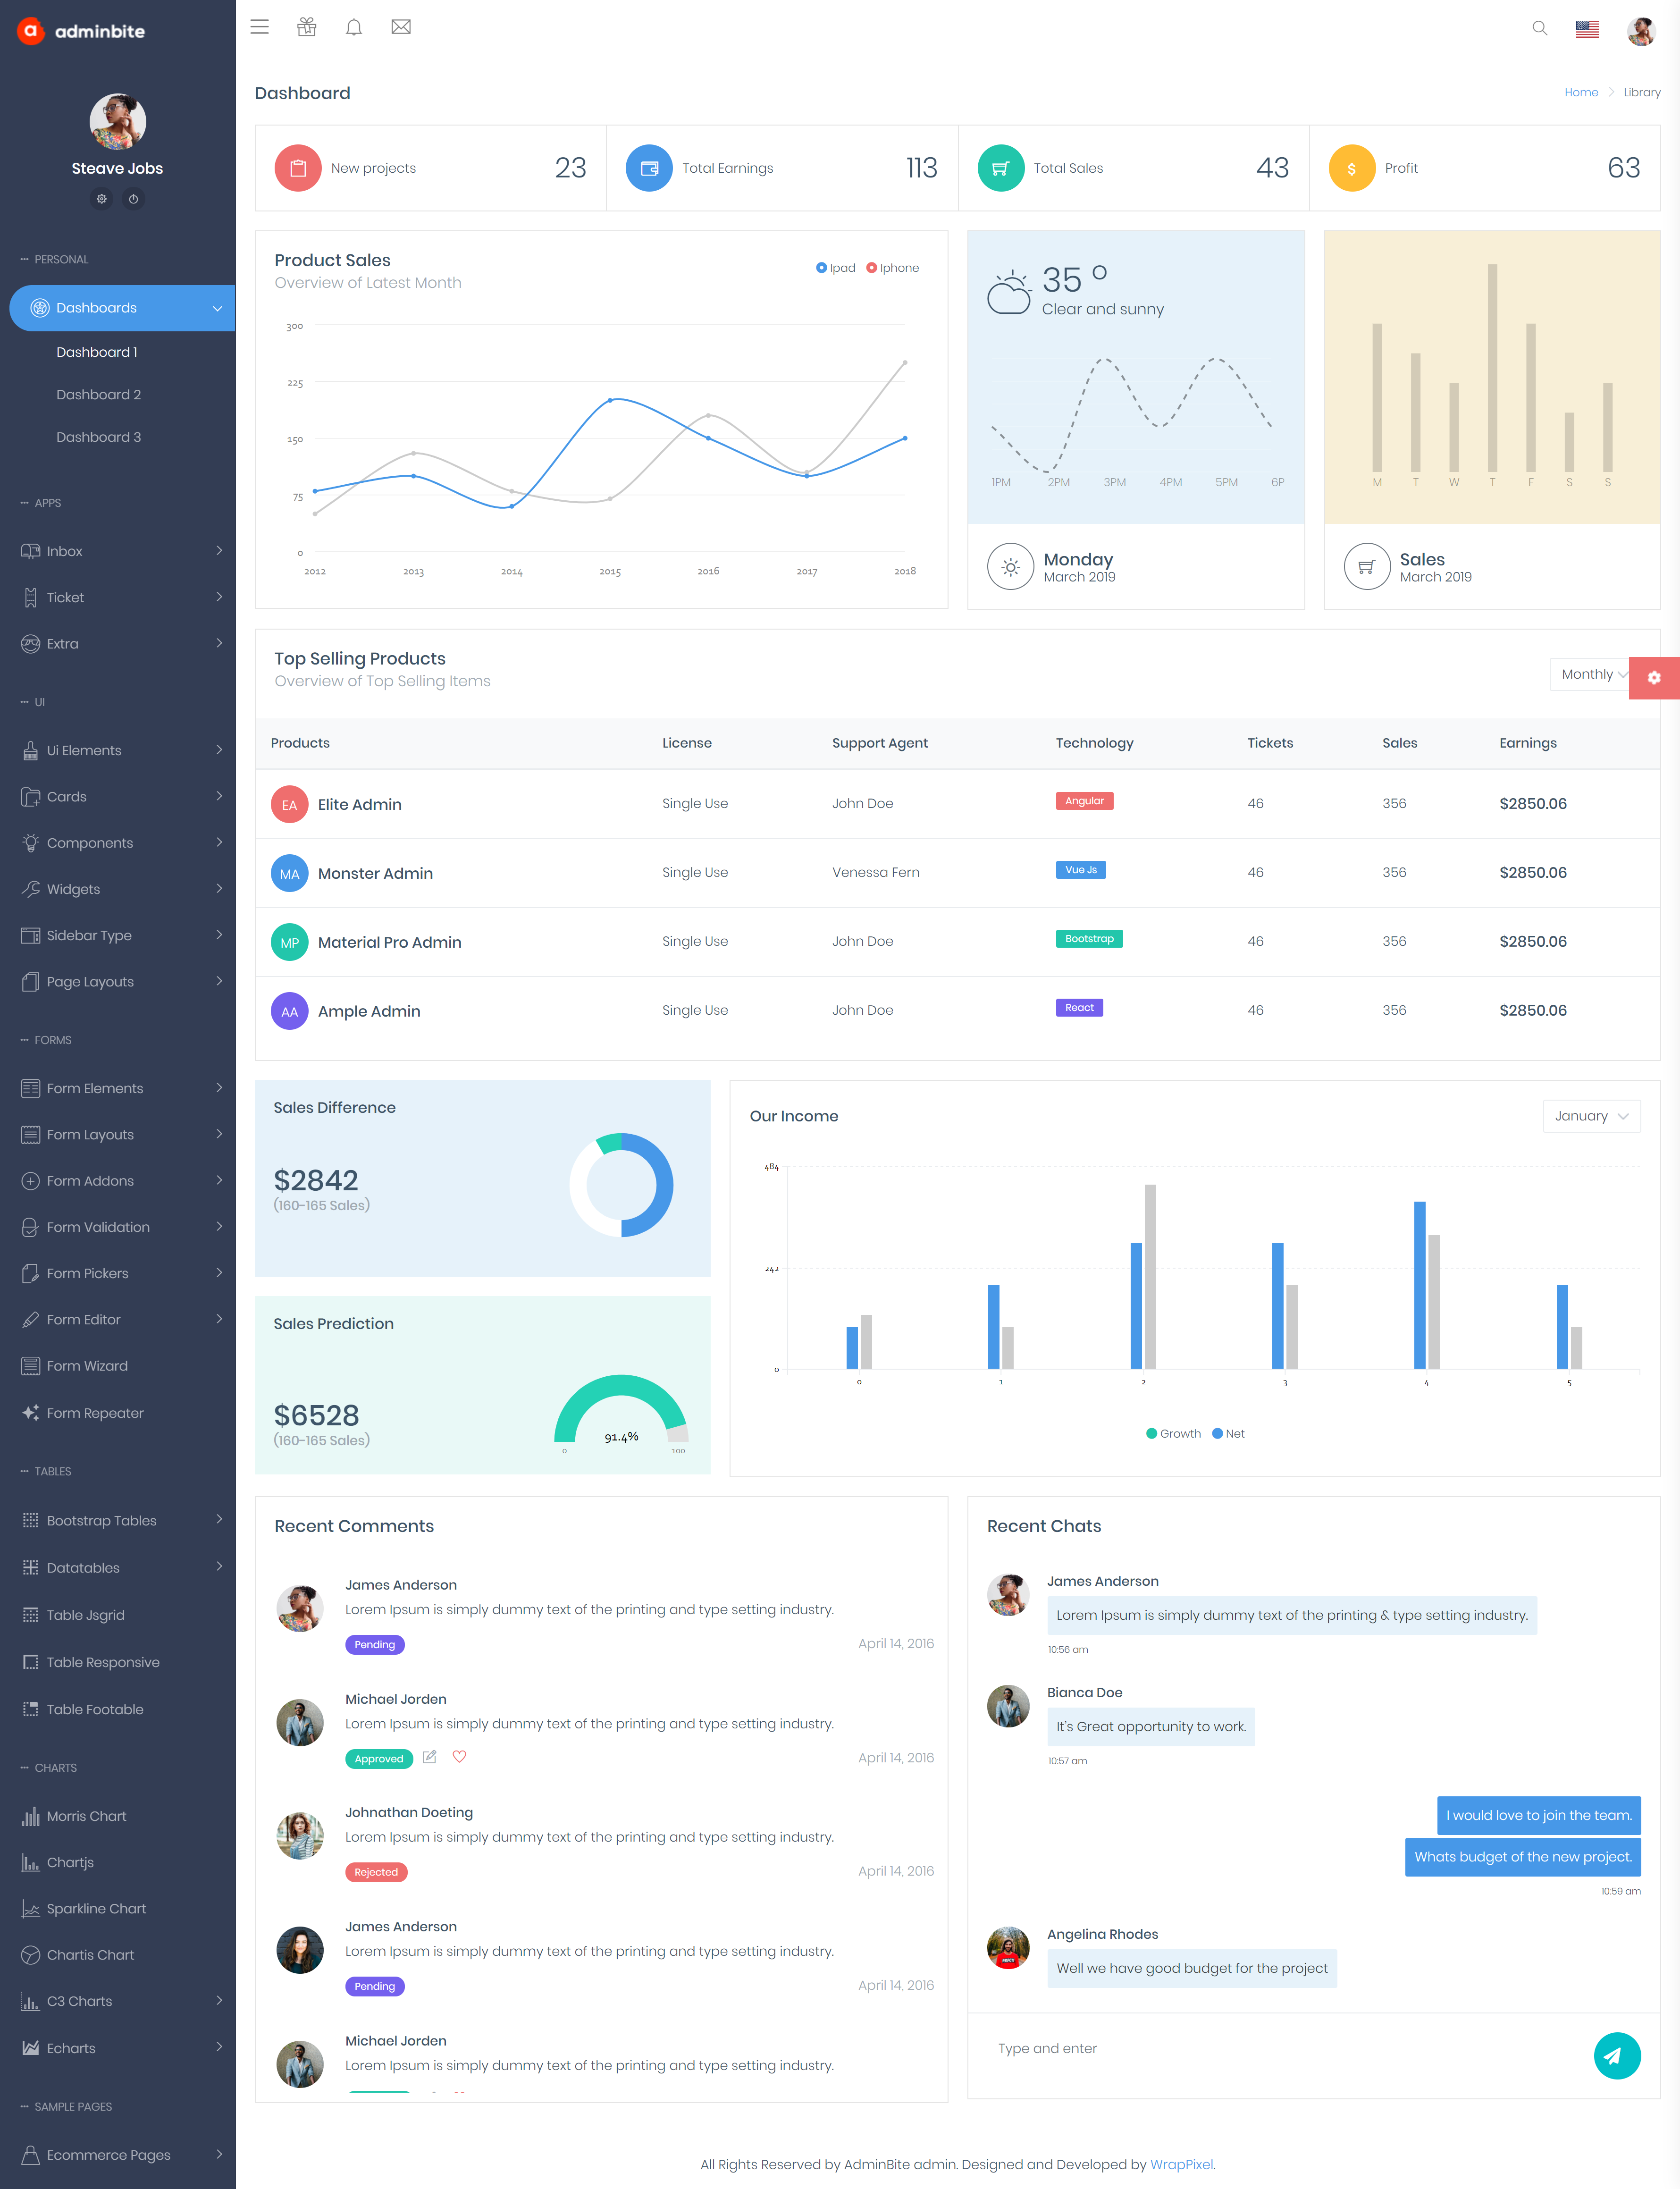 adminbite
Steave Jobs
PERSONAL
Dashboards
Dashboard 1
Dashboard 2
Dashboard 3
APPS
Inbox
Ticket
Extra
UI
Ui Elements
Cards
Components
Widgets
Sidebar Type
Page Layouts
FORMS
Form Elements
Form Layouts
Form Addons
Form Validation
Form Pickers
Form Editor
Form Wizard
Form Repeater
TABLES
Bootstrap Tables
Datatables
Table Jsgrid
Table Responsive
Table Footable
CHARTS
Morris Chart
Chartjs
Sparkline Chart
Chartis Chart
C3 Charts
Echarts
SAMPLE PAGES
Ecommerce Pages
Dashboard
Home Library
New projects 23
Total Earnings 113
Total Sales 43
$ Profit 63
Product Sales
Overview of Latest Month
Ipad Iphone
300
225
150
75
0
2012 2013 2014 2015 2016 2017 2018
35 °
Clear and sunny
1PM 2PM 3PM 4PM 5PM 6P
Monday
March 2019
M T W T F S S
Sales
March 2019
Top Selling Products
Overview of Top Selling Items
Monthly
Products License Support Agent Technology Tickets Sales Earnings
EA Elite Admin Single Use John Doe Angular 46 356 $2850.06
MA Monster Admin Single Use Venessa Fern Vue Js 46 356 $2850.06
MP Material Pro Admin Single Use John Doe Bootstrap 46 356 $2850.06
AA Ample Admin Single Use John Doe React 46 356 $2850.06
Sales Difference
$2842
(160-165 Sales)
Sales Prediction
$6528
(160-165 Sales)
91.4%
0 100
Our Income
January
484
242
0
0 1 2 3 4 5
Growth Net
Recent Comments
James Anderson
Lorem Ipsum is simply dummy text of the printing and type setting industry.
Pending April 14, 2016
Michael Jorden
Lorem Ipsum is simply dummy text of the printing and type setting industry.
Approved April 14, 2016
Johnathan Doeting
Lorem Ipsum is simply dummy text of the printing and type setting industry.
Rejected April 14, 2016
James Anderson
Lorem Ipsum is simply dummy text of the printing and type setting industry.
Pending April 14, 2016
Michael Jorden
Lorem Ipsum is simply dummy text of the printing and type setting industry.
Recent Chats
James Anderson
Lorem Ipsum is simply dummy text of the printing & type setting industry.
10:56 am
Bianca Doe
It's Great opportunity to work.
10:57 am
I would love to join the team.
Whats budget of the new project.
10:59 am
Angelina Rhodes
Well we have good budget for the project
Type and enter
All Rights Reserved by AdminBite admin. Designed and Developed by WrapPixel.